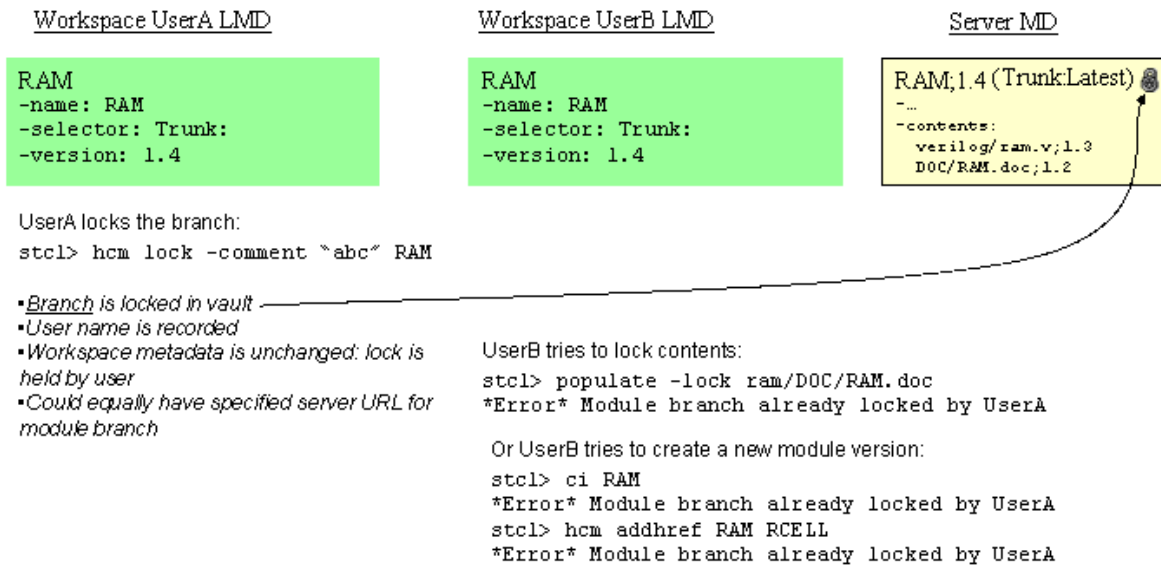 Workspace UserA LMD
Workspace UserB LMD
Server MD
RAM
-name: RAM
-selector: Trunk:
-version: 1.4
RAM
-name: RAM
-selector: Trunk:
-version: 1.4
RAM;1.4 (Trunk:Latest)
-…
-contents:
verilog/ram.v;1.3
DOC/RAM.doc;1.2
UserA locks the branch:
stcl> hcm lock -comment “abc” RAM
▪Branch is locked in vault
▪User name is recorded
▪Workspace metadata is unchanged: lock is
held by user
▪Could equally have specified server URL for
module branch
UserB tries to lock contents:
stcl> populate -lock ram/DOC/RAM.doc
*Error* Module branch already locked by UserA
Or UserB tries to create a new module version:
stcl> ci RAM
*Error* Module branch already locked by UserA
stcl> hcm addhref RAM RCELL
*Error* Module branch already locked by UserA